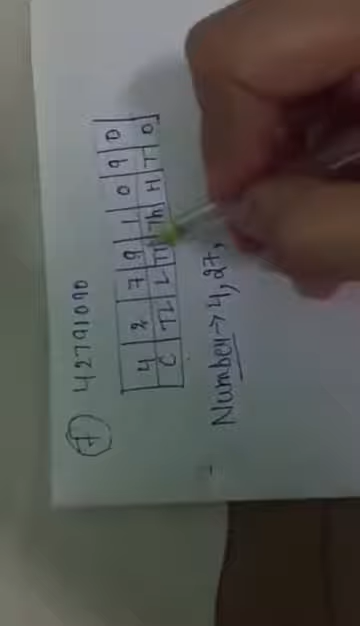 7 42791090
4 2 7 9 1 0 9 0
C TL L TTh Th H T O
Number → 4,27,